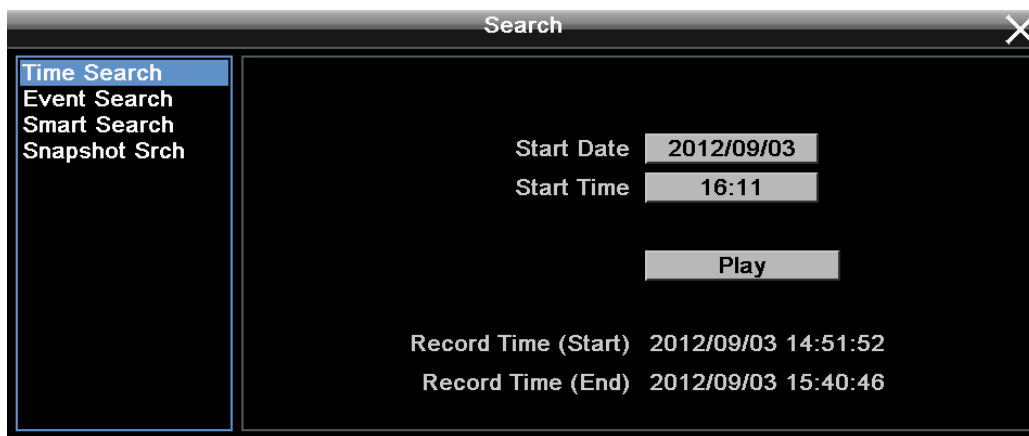 Search
Time Search
Event Search
Smart Search
Snapshot Srch
Start Date 2012/09/03
Start Time 16:11
Play
Record Time (Start) 2012/09/03 14:51:52
Record Time (End) 2012/09/03 15:40:46